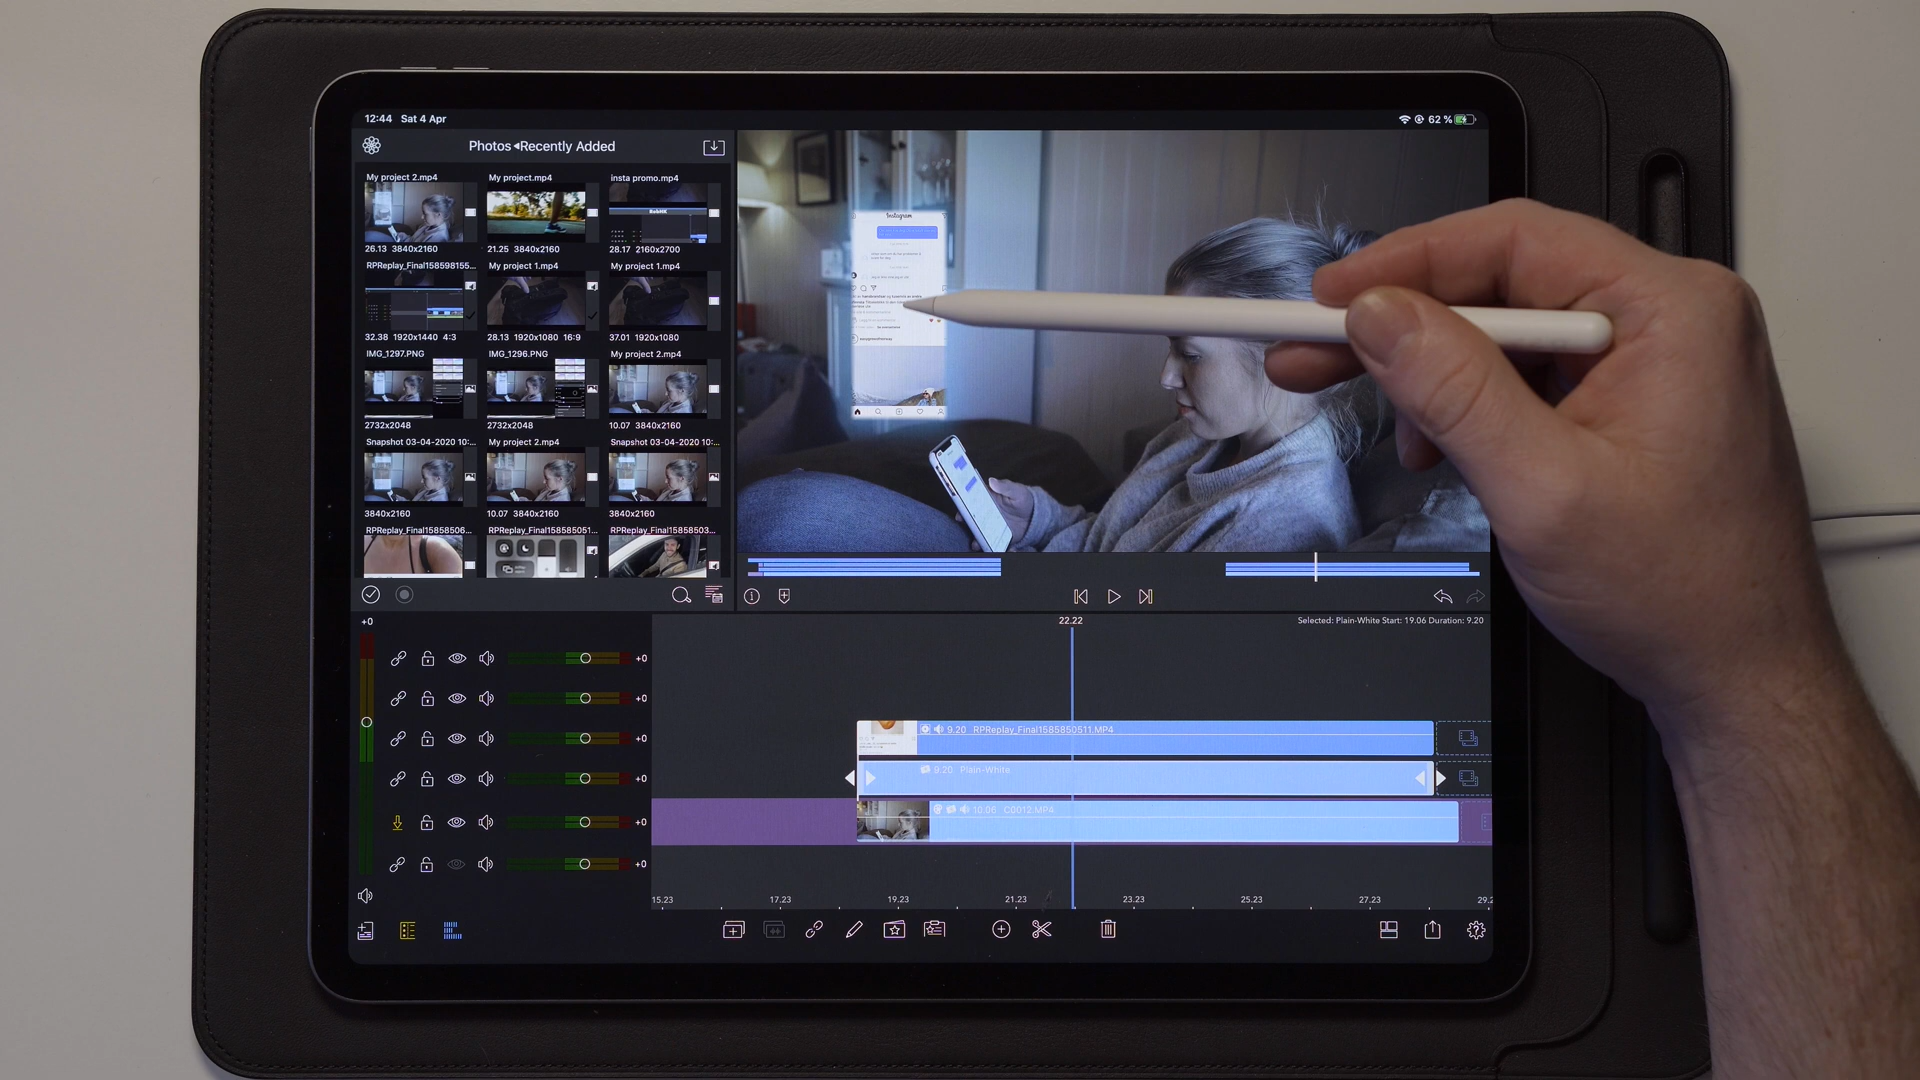 12:44 Sat 4 Apr
62 %
Photos◂Recently Added
My project 2.mp4
My project.mp4
insta promo.mp4
26.13 3840x2160
21.25 3840x2160
28.17 2160x2700
RPReplay_Final158598155...
My project 1.mp4
My project 1.mp4
32.38 1920x1440 4:3
28.13 1920x1080 16:9
37.01 1920x1080
IMG_1297.PNG
IMG_1296.PNG
My project 2.mp4
2732x2048
2732x2048
10.07 3840x2160
Snapshot 03-04-2020 10:...
My project 2.mp4
Snapshot 03-04-2020 10:...
3840x2160
10.07 3840x2160
3840x2160
RPReplay_Final15858506...
RPReplay_Final158585051...
RPReplay_Final15858503...
Instagram
+0
22.22
Selected: Plain-White Start: 19.06 Duration: 9.20
+0
+0
+0
9.20 RPReplay_Final1585850511.MP4
+0
9.20 Plain-White
+0
10.06 C0012.MP4
+0
15.23 17.23 19.23 21.23 23.23 25.23 27.23 29.2